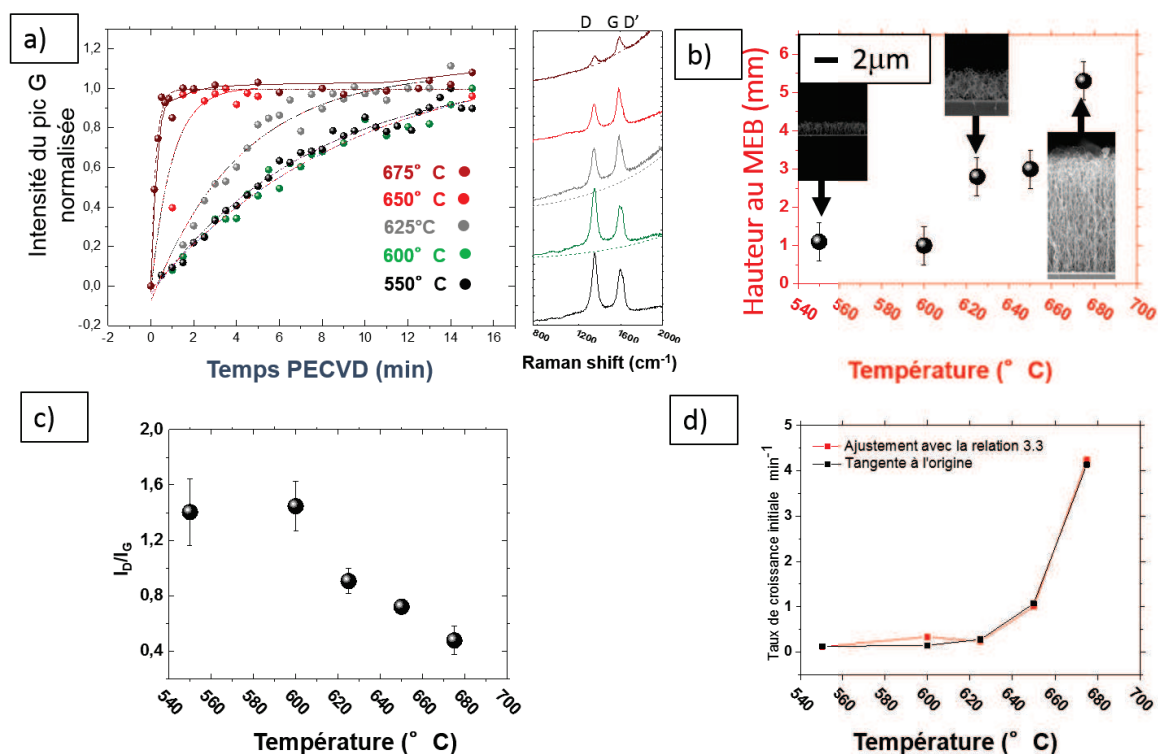 a)
Intensité du pic G
normalisée
1,2
1,0
0,8
0,6
0,4
0,2
0,0
-0,2
-2 0 2 4 6 8 10 12 14 16
Temps PECVD (min)
675° C
650° C
625°C
600° C
550° C
D G D’
800 1200 1600 2000
Raman shift (cm-1)
b)
2µm
Hauteur au MEB (mm)
6
5
4
3
2
1
0
540 560 580 600 620 640 660 680 700
Température (° C)
c)
ID/IG
2,0
1,6
1,2
0,8
0,4
540 560 580 600 620 640 660 680 700
Température (° C)
d)
Taux de croissance initiale min-1
5
4
3
2
1
0
Ajustement avec la relation 3.3
Tangente à l'origine
540 560 580 600 620 640 660 680 700
Température (° C)